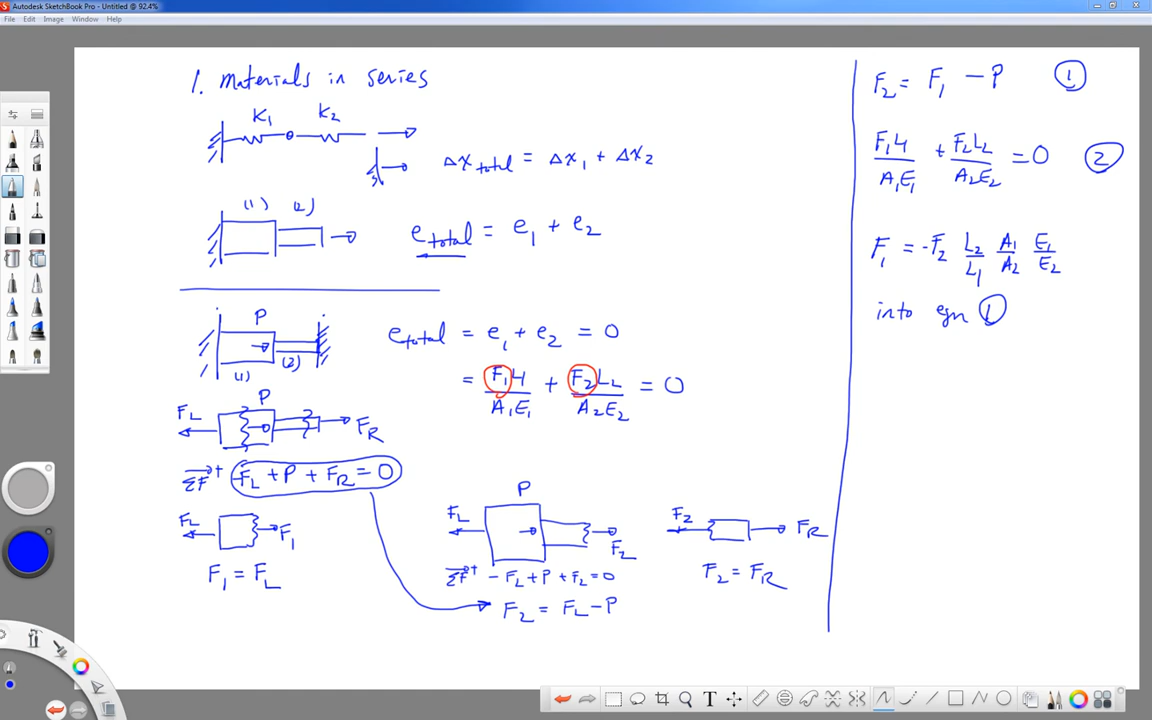 Autodesk SketchBook Pro - Untitled @ 92.4%
File Edit Image Window Help
1. Materials in series
K1 K2
Δx total = Δx1 + Δx2
(1) (2)
e total = e1 + e2
P
(1) (2)
e total = e1 + e2 = 0
= F1L1/A1E1 + F2L2/A2E2 = 0
FL P FR
ΣF→+ -FL + P + FR = 0
FL F1
F1 = FL
P
FL F2
ΣF→+ - FL + P + F2 = 0
F2 = FL - P
F2 FR
F2 = FR
F2 = F1 - P ①
F1L1/A1E1 + F2L2/A2E2 = 0 ②
F1 = -F2 L2/L1 A1/A2 E1/E2
into eqn ①
T